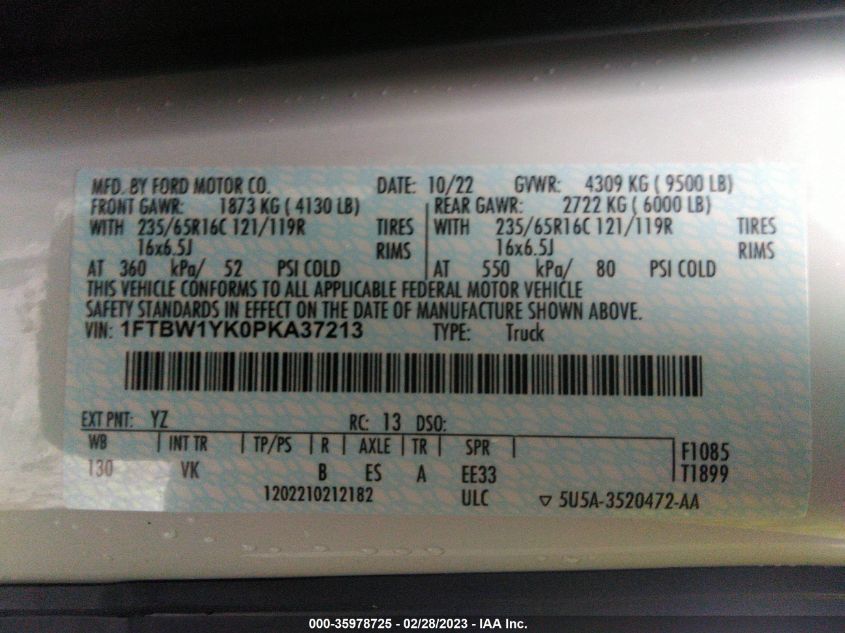 MFD. BY FORD MOTOR CO. DATE: 10/22 GVWR: 4309 KG ( 9500 LB)
FRONT GAWR: 1873 KG ( 4130 LB) REAR GAWR: 2722 KG ( 6000 LB)
WITH 235/65R16C 121/119R TIRES WITH 235/65R16C 121/119R TIRES
16x6.5J RIMS 16x6.5J RIMS
AT 360 kPa/ 52 PSI COLD AT 550 kPa/ 80 PSI COLD
THIS VEHICLE CONFORMS TO ALL APPLICABLE FEDERAL MOTOR VEHICLE
SAFETY STANDARDS IN EFFECT ON THE DATE OF MANUFACTURE SHOWN ABOVE.
VIN: 1FTBW1YK0PKA37213 TYPE: Truck
EXT PNT: YZ RC: 13 DSO:
WB INT TR TP/PS R AXLE TR SPR F1085
130 VK B ES A EE33 T1899
1202210212182 ULC ▽ 5U5A-3520472-AA
000-35978725 - 02/28/2023 - IAA Inc.